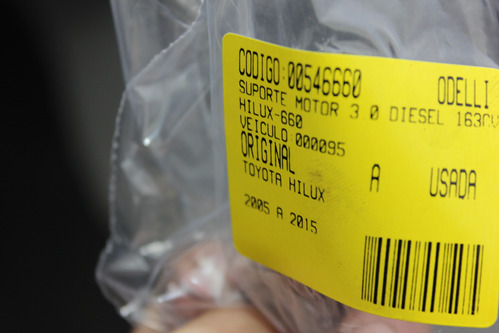 CODIGO:00546660 ODELLI
SUPORTE MOTOR 3 0 DIESEL 163CV
HILUX-660
VEICULO 000095
ORIGINAL A USADA
TOYOTA HILUX
2005 A 2015